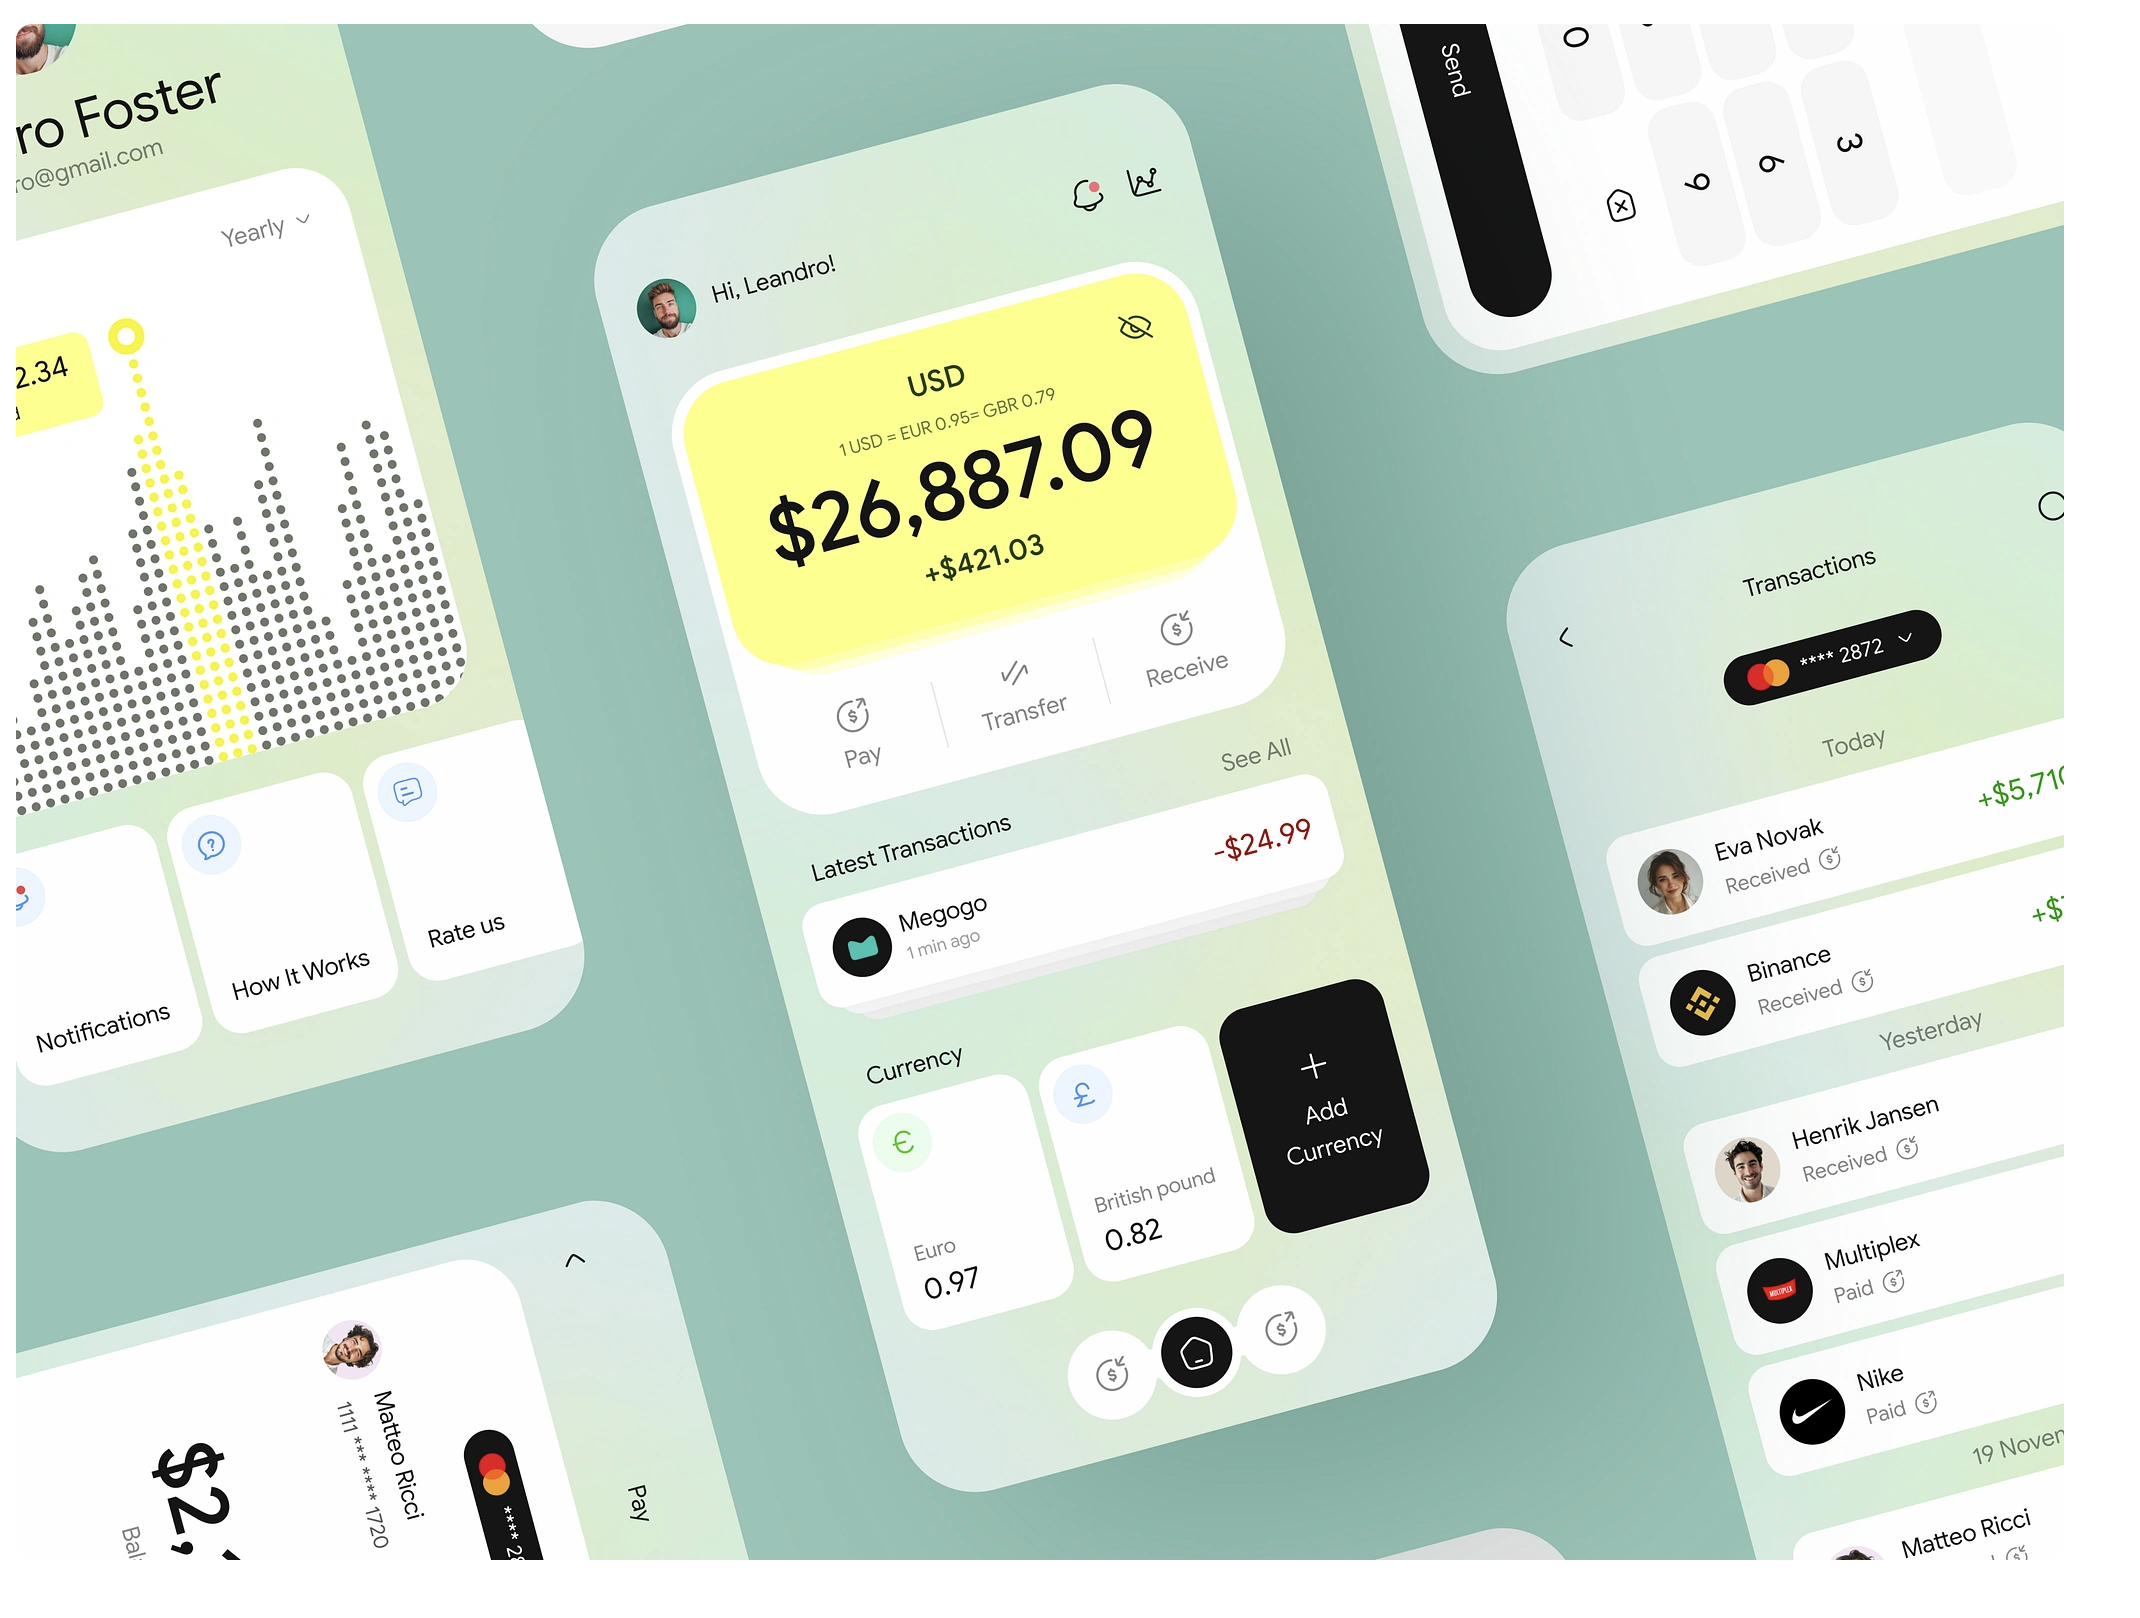 ro Foster
ro@gmail.com
Yearly
2.34
Notifications
How It Works
Rate us
Hi, Leandro!
USD
1 USD = EUR 0.95= GBR 0.79
$26,887.09
+$421.03
Pay
Transfer
Receive
Latest Transactions
See All
Megogo
1 min ago
-$24.99
Currency
Euro
0.97
British pound
0.82
Add
Currency
Send
0
9
6
3
Transactions
**** 2872
Today
Eva Novak
Received
+$5,710
Binance
Received
+$
Yesterday
Henrik Jansen
Received
Multiplex
Paid
MULTIPLEX
Nike
Paid
19 Novem
Matteo Ricci
Pay
**** 28
Matteo Ricci
1111 *** **** 1720
$2,
Bal